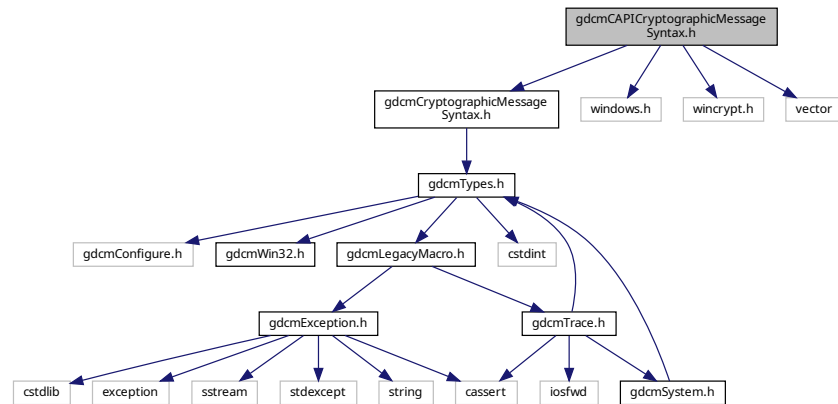 gdcmCAPICryptographicMessage
Syntax.h
gdcmCryptographicMessage
Syntax.h
windows.h
wincrypt.h
vector
gdcmTypes.h
gdcmConfigure.h
gdcmWin32.h
gdcmLegacyMacro.h
cstdint
gdcmException.h
gdcmTrace.h
cstdlib
exception
sstream
stdexcept
string
cassert
iosfwd
gdcmSystem.h